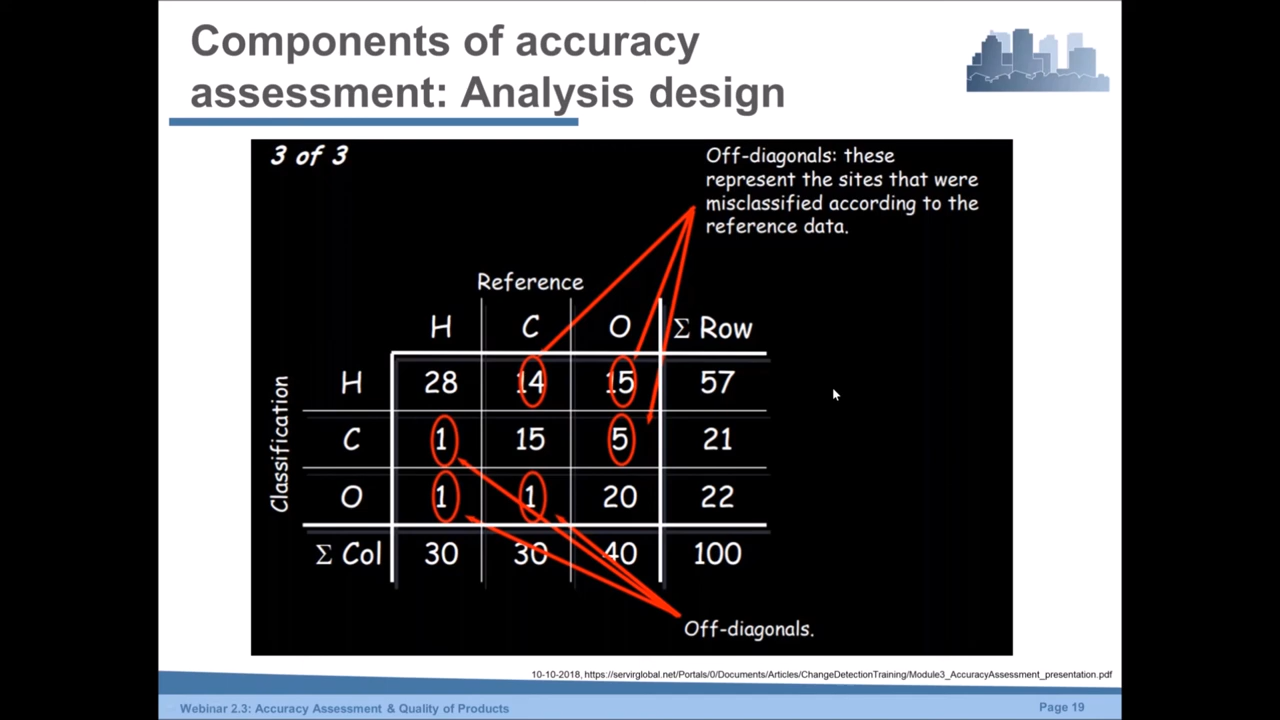 Components of accuracy
assessment: Analysis design
3 of 3
Off-diagonals: these
represent the sites that were
misclassified according to the
reference data.
Reference
H C O Σ Row
Classification
H 28 14 15 57
C 1 15 5 21
O 1 1 20 22
Σ Col 30 30 40 100
Off-diagonals.
10-10-2018, https://servirglobal.net/Portals/0/Documents/Articles/ChangeDetectionTraining/Module3_AccuracyAssessment_presentation.pdf
Webinar 2.3: Accuracy Assessment & Quality of Products
Page 19